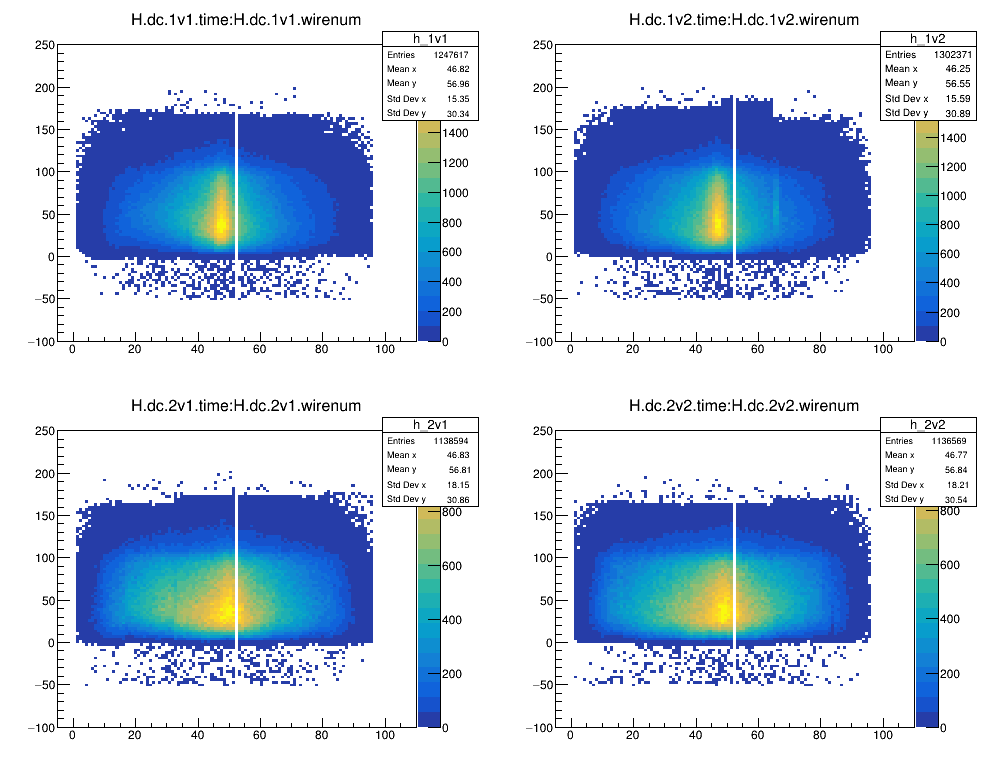 H.dc.1v1.time:H.dc.1v1.wirenum
h_1v1
Entries 1247617
Mean x 46.82
Mean y 56.96
Std Dev x 15.35
Std Dev y 30.34
250
200
150
100
50
0
−50
−100
0 20 40 60 80 100
1400
1200
1000
800
600
400
200
0
H.dc.1v2.time:H.dc.1v2.wirenum
h_1v2
Entries 1302371
Mean x 46.25
Mean y 56.55
Std Dev x 15.59
Std Dev y 30.89
250
200
150
100
50
0
−50
−100
0 20 40 60 80 100
1400
1200
1000
800
600
400
200
0
H.dc.2v1.time:H.dc.2v1.wirenum
h_2v1
Entries 1138594
Mean x 46.83
Mean y 56.81
Std Dev x 18.15
Std Dev y 30.86
250
200
150
100
50
0
−50
−100
0 20 40 60 80 100
800
600
400
200
0
H.dc.2v2.time:H.dc.2v2.wirenum
h_2v2
Entries 1136569
Mean x 46.77
Mean y 56.84
Std Dev x 18.21
Std Dev y 30.54
250
200
150
100
50
0
−50
−100
0 20 40 60 80 100
800
600
400
200
0